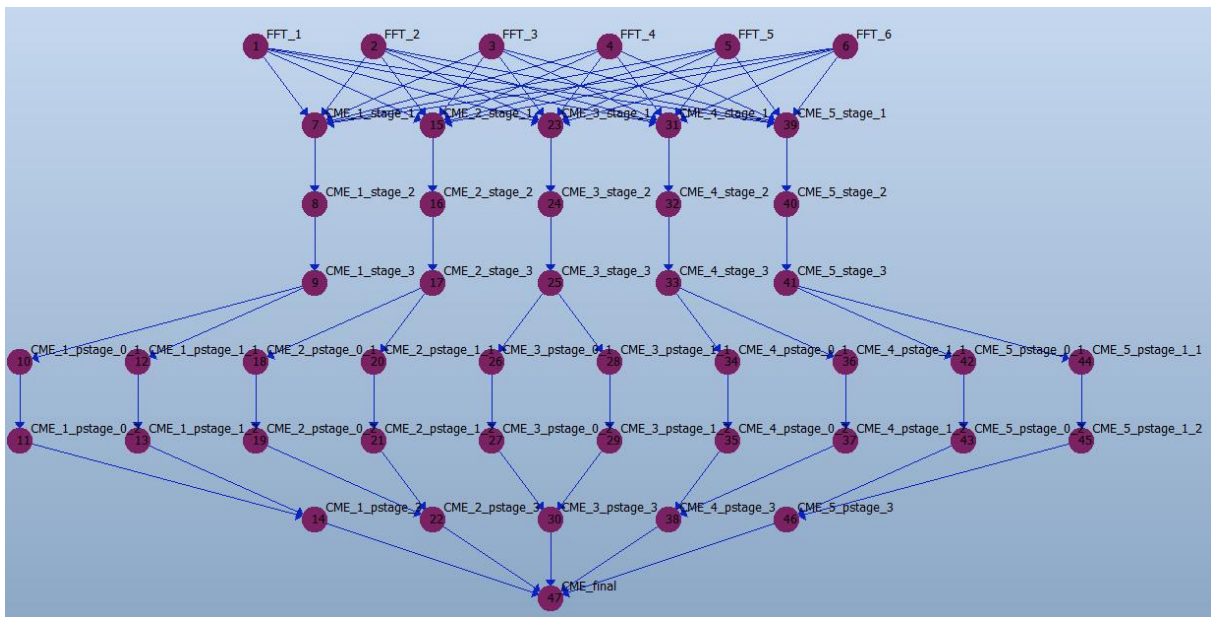 FFT_1 FFT_2 FFT_3 FFT_4 FFT_5 FFT_6
1 2 3 4 5 6
CME_1_stage_1 CME_2_stage_1 CME_3_stage_1 CME_4_stage_1 CME_5_stage_1
7 15 23 31 39
CME_1_stage_2 CME_2_stage_2 CME_3_stage_2 CME_4_stage_2 CME_5_stage_2
8 16 24 32 40
CME_1_stage_3 CME_2_stage_3 CME_3_stage_3 CME_4_stage_3 CME_5_stage_3
9 17 25 33 41
CME_1_pstage_0_1 CME_1_pstage_1_1 CME_2_pstage_0_1 CME_2_pstage_1_1 CME_3_pstage_0_1 CME_3_pstage_1_1 CME_4_pstage_0_1 CME_4_pstage_1_1 CME_5_pstage_0_1 CME_5_pstage_1_1
10 12 18 20 26 28 34 36 42 44
CME_1_pstage_0_2 CME_1_pstage_1_2 CME_2_pstage_0_2 CME_2_pstage_1_2 CME_3_pstage_0_2 CME_3_pstage_1_2 CME_4_pstage_0_2 CME_4_pstage_1_2 CME_5_pstage_0_2 CME_5_pstage_1_2
11 13 19 21 27 29 35 37 43 45
CME_1_pstage_3 CME_2_pstage_3 CME_3_pstage_3 CME_4_pstage_3 CME_5_pstage_3
14 22 30 38 46
CME_final
47